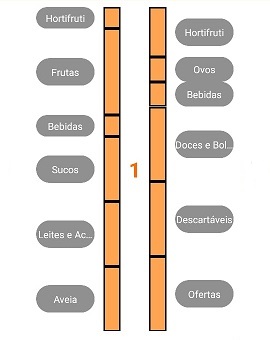 Hortifruti
Frutas
Bebidas
Sucos
Leites e Ac...
Aveia
1
Hortifruti
Ovos
Bebidas
Doces e Bol...
Descartáveis
Ofertas